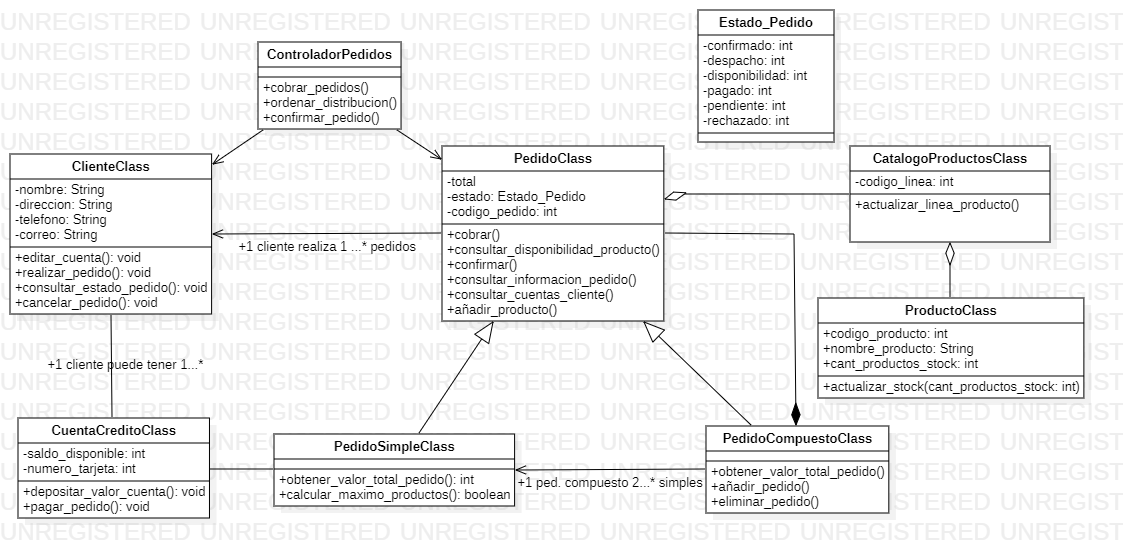 UNREGISTERED UNREGISTERED UNREGISTERED UNREGISTERED UNREGISTERED UNREGIST
Estado_Pedido
-confirmado: int
-despacho: int
-disponibilidad: int
-pagado: int
-pendiente: int
-rechazado: int
ControladorPedidos
+cobrar_pedidos()
+ordenar_distribucion()
+confirmar_pedido()
ClienteClass
-nombre: String
-direccion: String
-telefono: String
-correo: String
+editar_cuenta(): void
+realizar_pedido(): void
+consultar_estado_pedido(): void
+cancelar_pedido(): void
+1 cliente realiza 1 ...* pedidos
PedidoClass
-total
-estado: Estado_Pedido
-codigo_pedido: int
+cobrar()
+consultar_disponibilidad_producto()
+confirmar()
+consultar_informacion_pedido()
+consultar_cuentas_cliente()
+añadir_producto()
CatalogoProductosClass
-codigo_linea: int
+actualizar_linea_producto()
ProductoClass
+codigo_producto: int
+nombre_producto: String
+cant_productos_stock: int
+actualizar_stock(cant_productos_stock: int)
+1 cliente puede tener 1...*
CuentaCreditoClass
-saldo_disponible: int
-numero_tarjeta: int
+depositar_valor_cuenta(): void
+pagar_pedido(): void
PedidoSimpleClass
+obtener_valor_total_pedido(): int
+calcular_maximo_productos(): boolean
+1 ped. compuesto 2...* simples
PedidoCompuestoClass
+obtener_valor_total_pedido()
+añadir_pedido()
+eliminar_pedido()